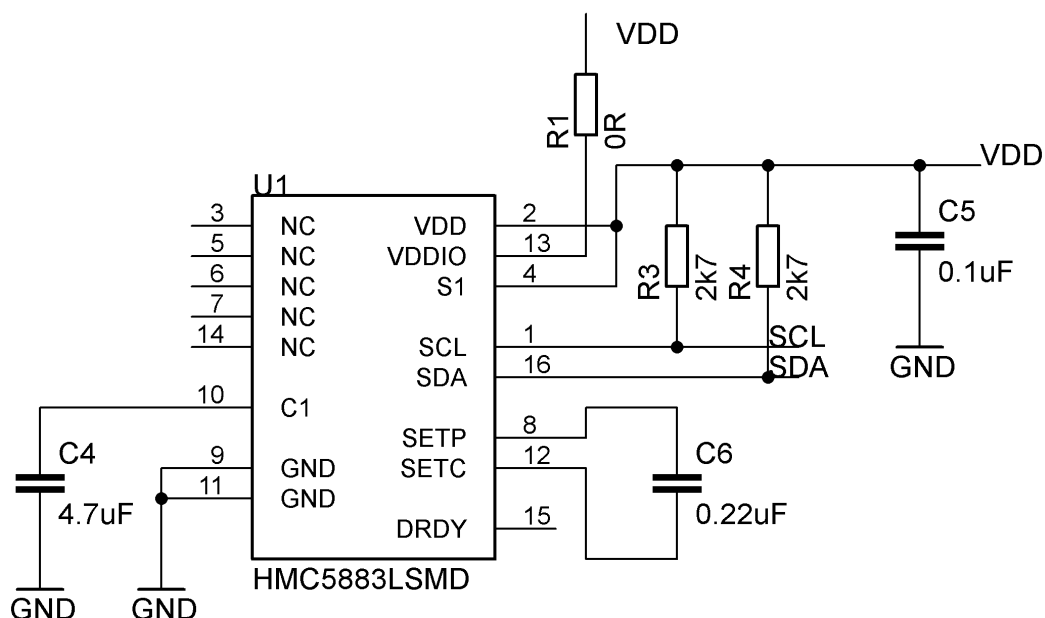 VDD
R1
0R
VDD
U1
3 NC
5 NC
6 NC
7 NC
14 NC
10 C1
9 GND
11 GND
VDD 2
VDDIO 13
S1 4
SCL 1
SDA 16
SETP 8
SETC 12
DRDY 15
HMC5883LSMD
R3
2k7
R4
2k7
SCL
SDA
C5
0.1uF
GND
C4
4.7uF
GND
GND
C6
0.22uF